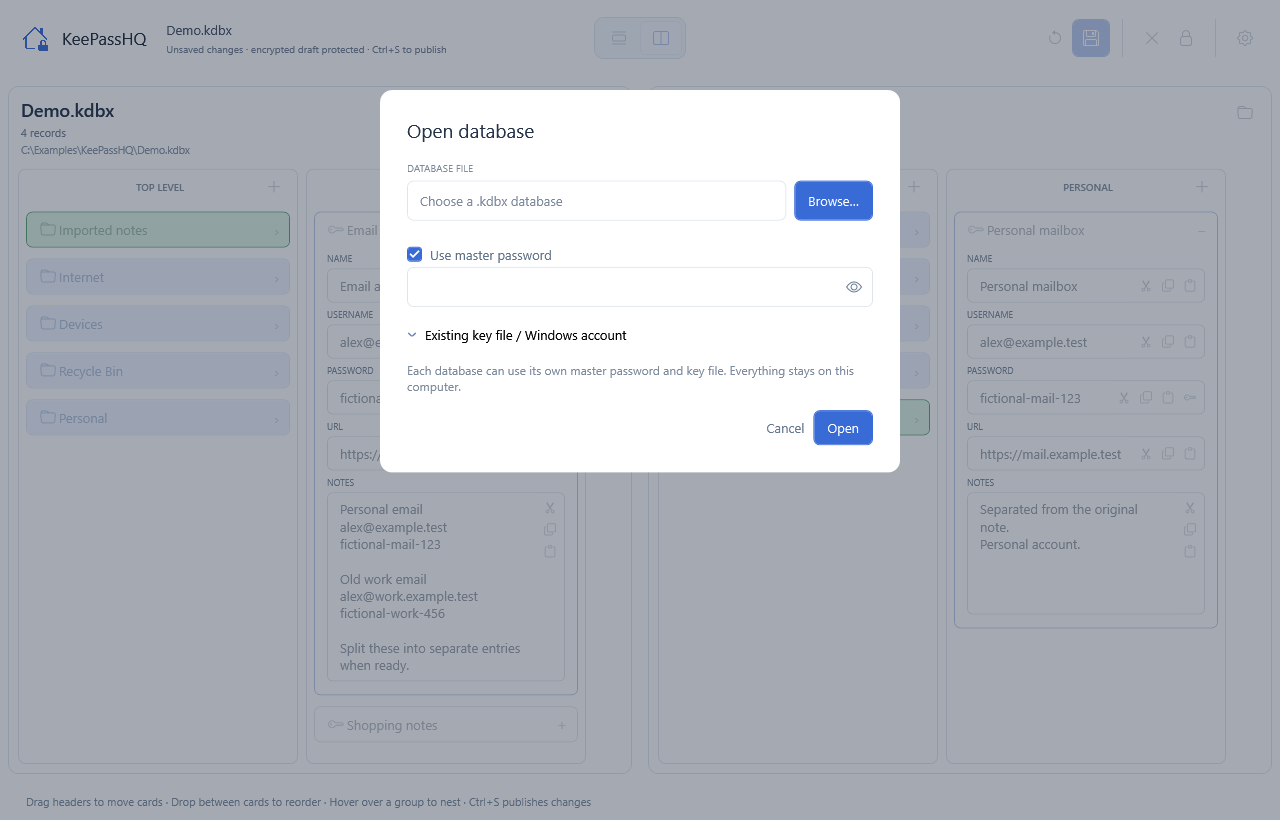 KeePassHQ
Demo.kdbx
Unsaved changes · encrypted draft protected · Ctrl+S to publish
Demo.kdbx
4 records
C:\Examples\KeePassHQ\Demo.kdbx
TOP LEVEL
Imported notes
Internet
Devices
Recycle Bin
Personal
Email
NAME
Email a
USERNAME
alex@e
PASSWORD
fictiona
URL
https:/
NOTES
Personal email
alex@example.test
fictional-mail-123
Old work email
alex@work.example.test
fictional-work-456
Split these into separate entries
when ready.
Shopping notes
Open database
DATABASE FILE
Choose a .kdbx database
Browse...
Use master password
Existing key file / Windows account
Each database can use its own master password and key file. Everything stays on this
computer.
Cancel
Open
PERSONAL
Personal mailbox
NAME
Personal mailbox
USERNAME
alex@example.test
PASSWORD
fictional-mail-123
URL
https://mail.example.test
NOTES
Separated from the original
note.
Personal account.
Drag headers to move cards · Drop between cards to reorder · Hover over a group to nest · Ctrl+S publishes changes